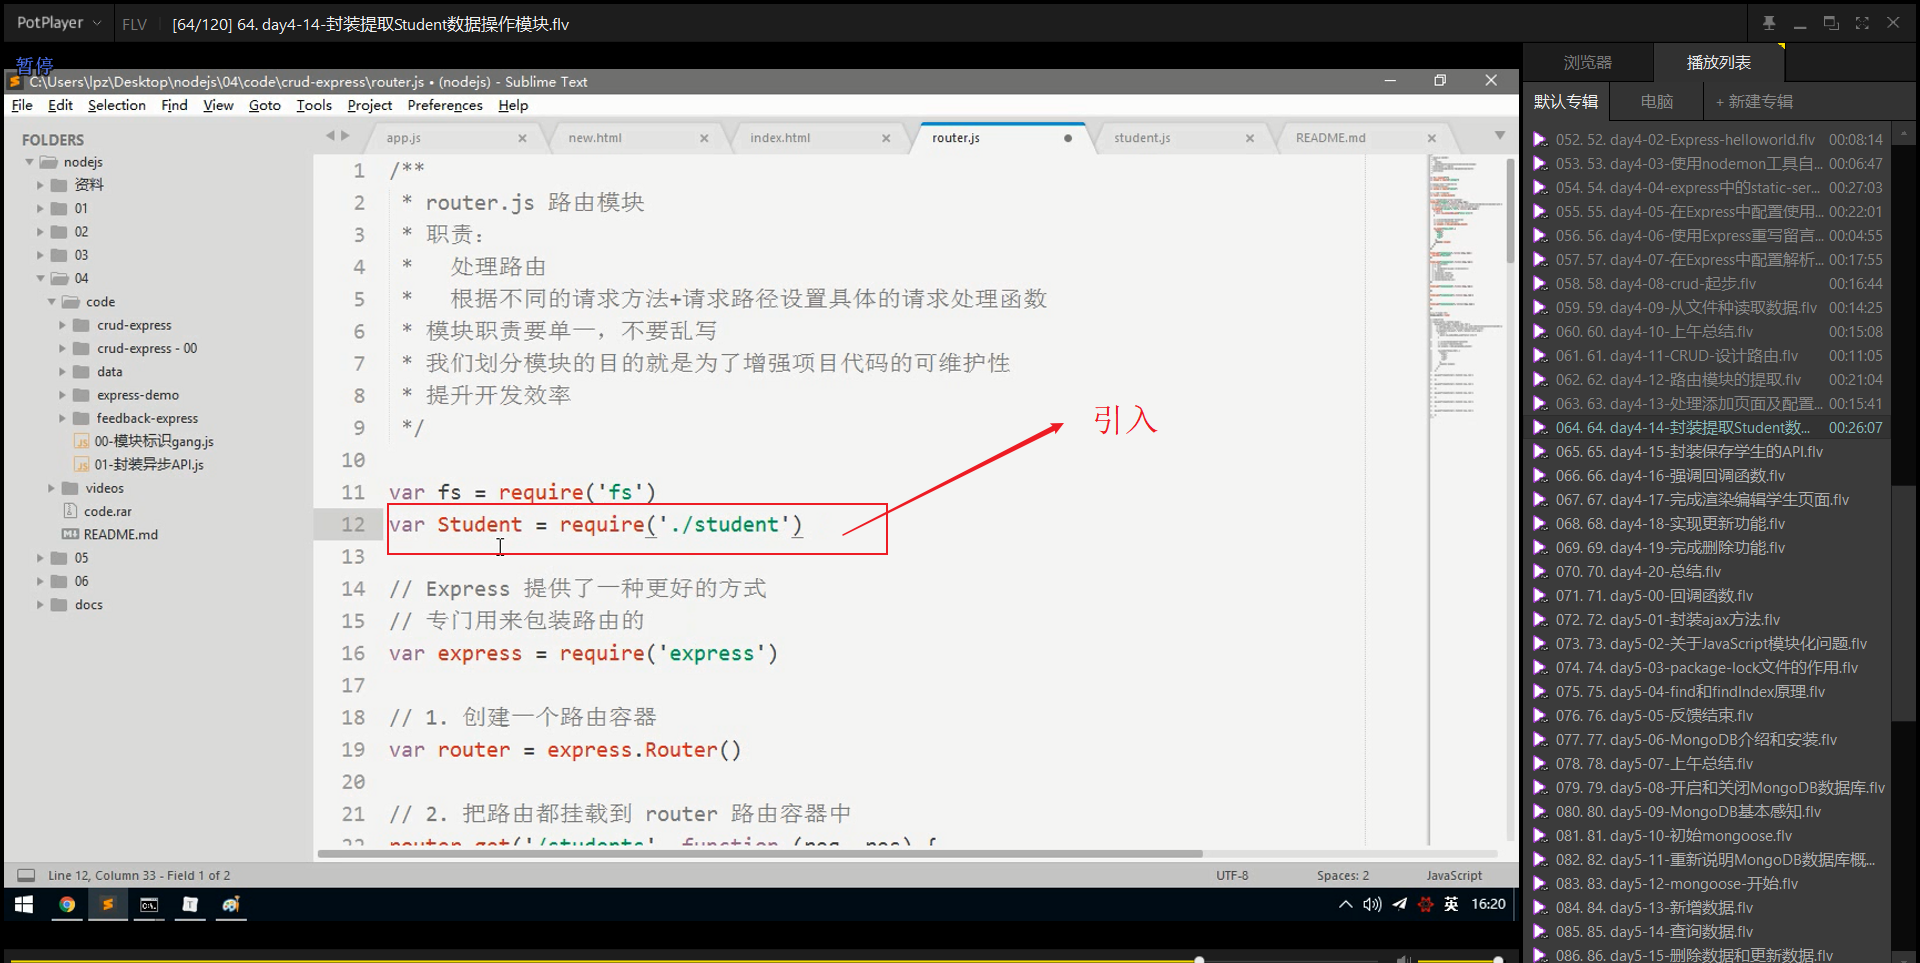 PotPlayer
FLV
[64/120] 64. day4-14-封装提取Student数据操作模块.flv
暂停
C:\Users\lpz\Desktop\nodejs\04\code\crud-express\router.js • (nodejs) - Sublime Text
File Edit Selection Find View Goto Tools Project Preferences Help
FOLDERS
nodejs
资料
01
02
03
04
code
crud-express
crud-express - 00
data
express-demo
feedback-express
00-模块标识gang.js
01-封装异步API.js
videos
code.rar
README.md
05
06
docs
app.js
new.html
index.html
router.js
student.js
README.md
1 /**
2 * router.js 路由模块
3 * 职责：
4 * 处理路由
5 * 根据不同的请求方法+请求路径设置具体的请求处理函数
6 * 模块职责要单一，不要乱写
7 * 我们划分模块的目的就是为了增强项目代码的可维护性
8 * 提升开发效率
9 */
10
11 var fs = require('fs')
12 var Student = require('./student')
13
14 // Express 提供了一种更好的方式
15 // 专门用来包装路由的
16 var express = require('express')
17
18 // 1. 创建一个路由容器
19 var router = express.Router()
20
21 // 2. 把路由都挂载到 router 路由容器中
22 router.get('/students', function (req, res) {
引入
Line 12, Column 33 - Field 1 of 2
UTF-8
Spaces: 2
JavaScript
英
16:20
浏览器
播放列表
默认专辑
电脑
+ 新建专辑
052. 52. day4-02-Express-helloworld.flv 00:08:14
053. 53. day4-03-使用nodemon工具自... 00:06:47
054. 54. day4-04-express中的static-ser... 00:27:03
055. 55. day4-05-在Express中配置使用... 00:22:01
056. 56. day4-06-使用Express重写留言... 00:04:55
057. 57. day4-07-在Express中配置解析... 00:17:55
058. 58. day4-08-crud-起步.flv 00:16:44
059. 59. day4-09-从文件种读取数据.flv 00:14:25
060. 60. day4-10-上午总结.flv 00:15:08
061. 61. day4-11-CRUD-设计路由.flv 00:11:05
062. 62. day4-12-路由模块的提取.flv 00:21:04
063. 63. day4-13-处理添加页面及配置... 00:15:41
064. 64. day4-14-封装提取Student数... 00:26:07
065. 65. day4-15-封装保存学生的API.flv
066. 66. day4-16-强调回调函数.flv
067. 67. day4-17-完成渲染编辑学生页面.flv
068. 68. day4-18-实现更新功能.flv
069. 69. day4-19-完成删除功能.flv
070. 70. day4-20-总结.flv
071. 71. day5-00-回调函数.flv
072. 72. day5-01-封装ajax方法.flv
073. 73. day5-02-关于JavaScript模块化问题.flv
074. 74. day5-03-package-lock文件的作用.flv
075. 75. day5-04-find和findIndex原理.flv
076. 76. day5-05-反馈结束.flv
077. 77. day5-06-MongoDB介绍和安装.flv
078. 78. day5-07-上午总结.flv
079. 79. day5-08-开启和关闭MongoDB数据库.flv
080. 80. day5-09-MongoDB基本感知.flv
081. 81. day5-10-初始mongoose.flv
082. 82. day5-11-重新说明MongoDB数据库概...
083. 83. day5-12-mongoose-开始.flv
084. 84. day5-13-新增数据.flv
085. 85. day5-14-查询数据.flv
086. 86. day5-15-删除数据和更新数据.flv